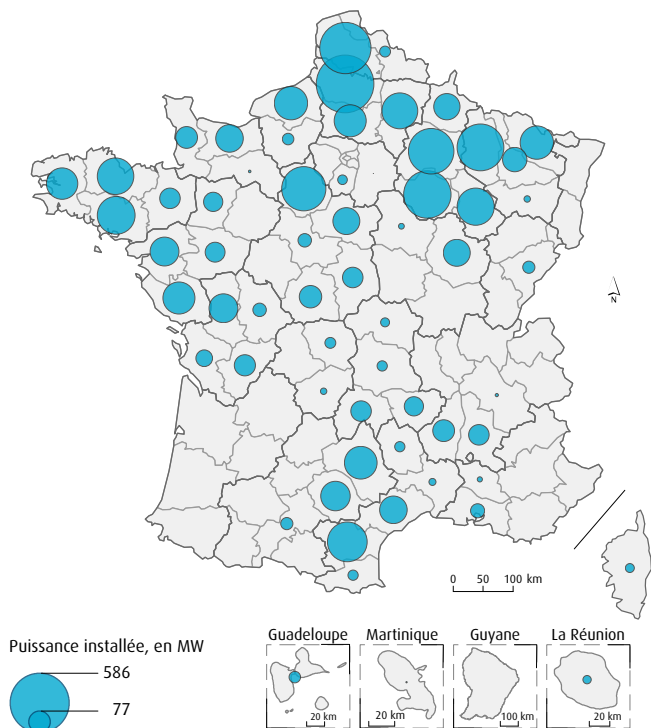 N
0 50 100 km
Puissance installée, en MW
586
77
Guadeloupe
20 km
Martinique
20 km
Guyane
100 km
La Réunion
20 km